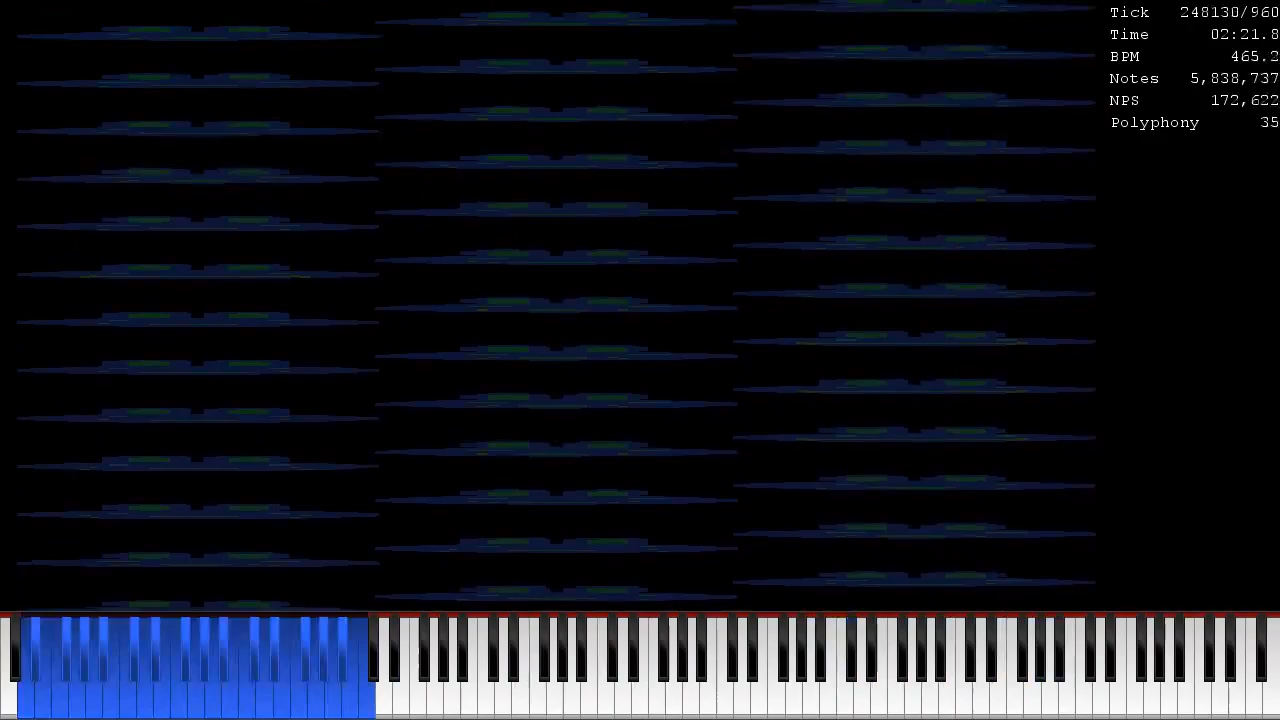 Tick 248130/960
Time 02:21.8
BPM 465.2
Notes 5,838,737
NPS 172,622
Polyphony 35